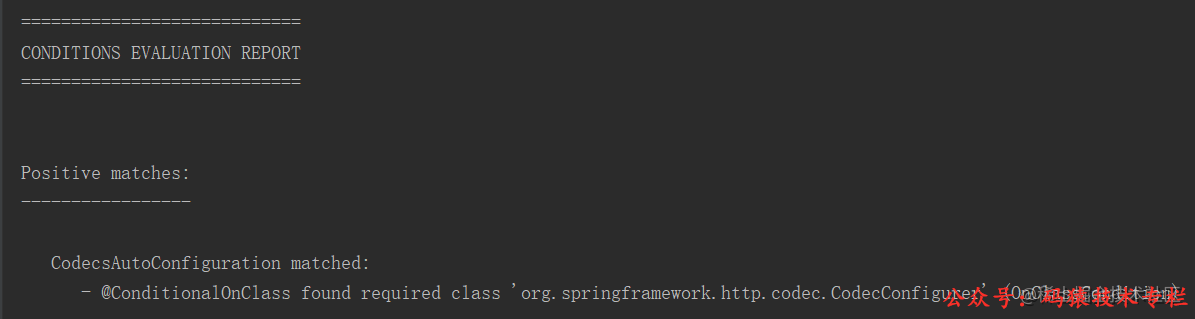 ============================
CONDITIONS EVALUATION REPORT
============================
Positive matches:
-----------------
CodecsAutoConfiguration matched:
- @ConditionalOnClass found required class 'org.springframework.http.codec.CodecConfigurer' (OnClassCondition)
公众号：码猿技术专栏